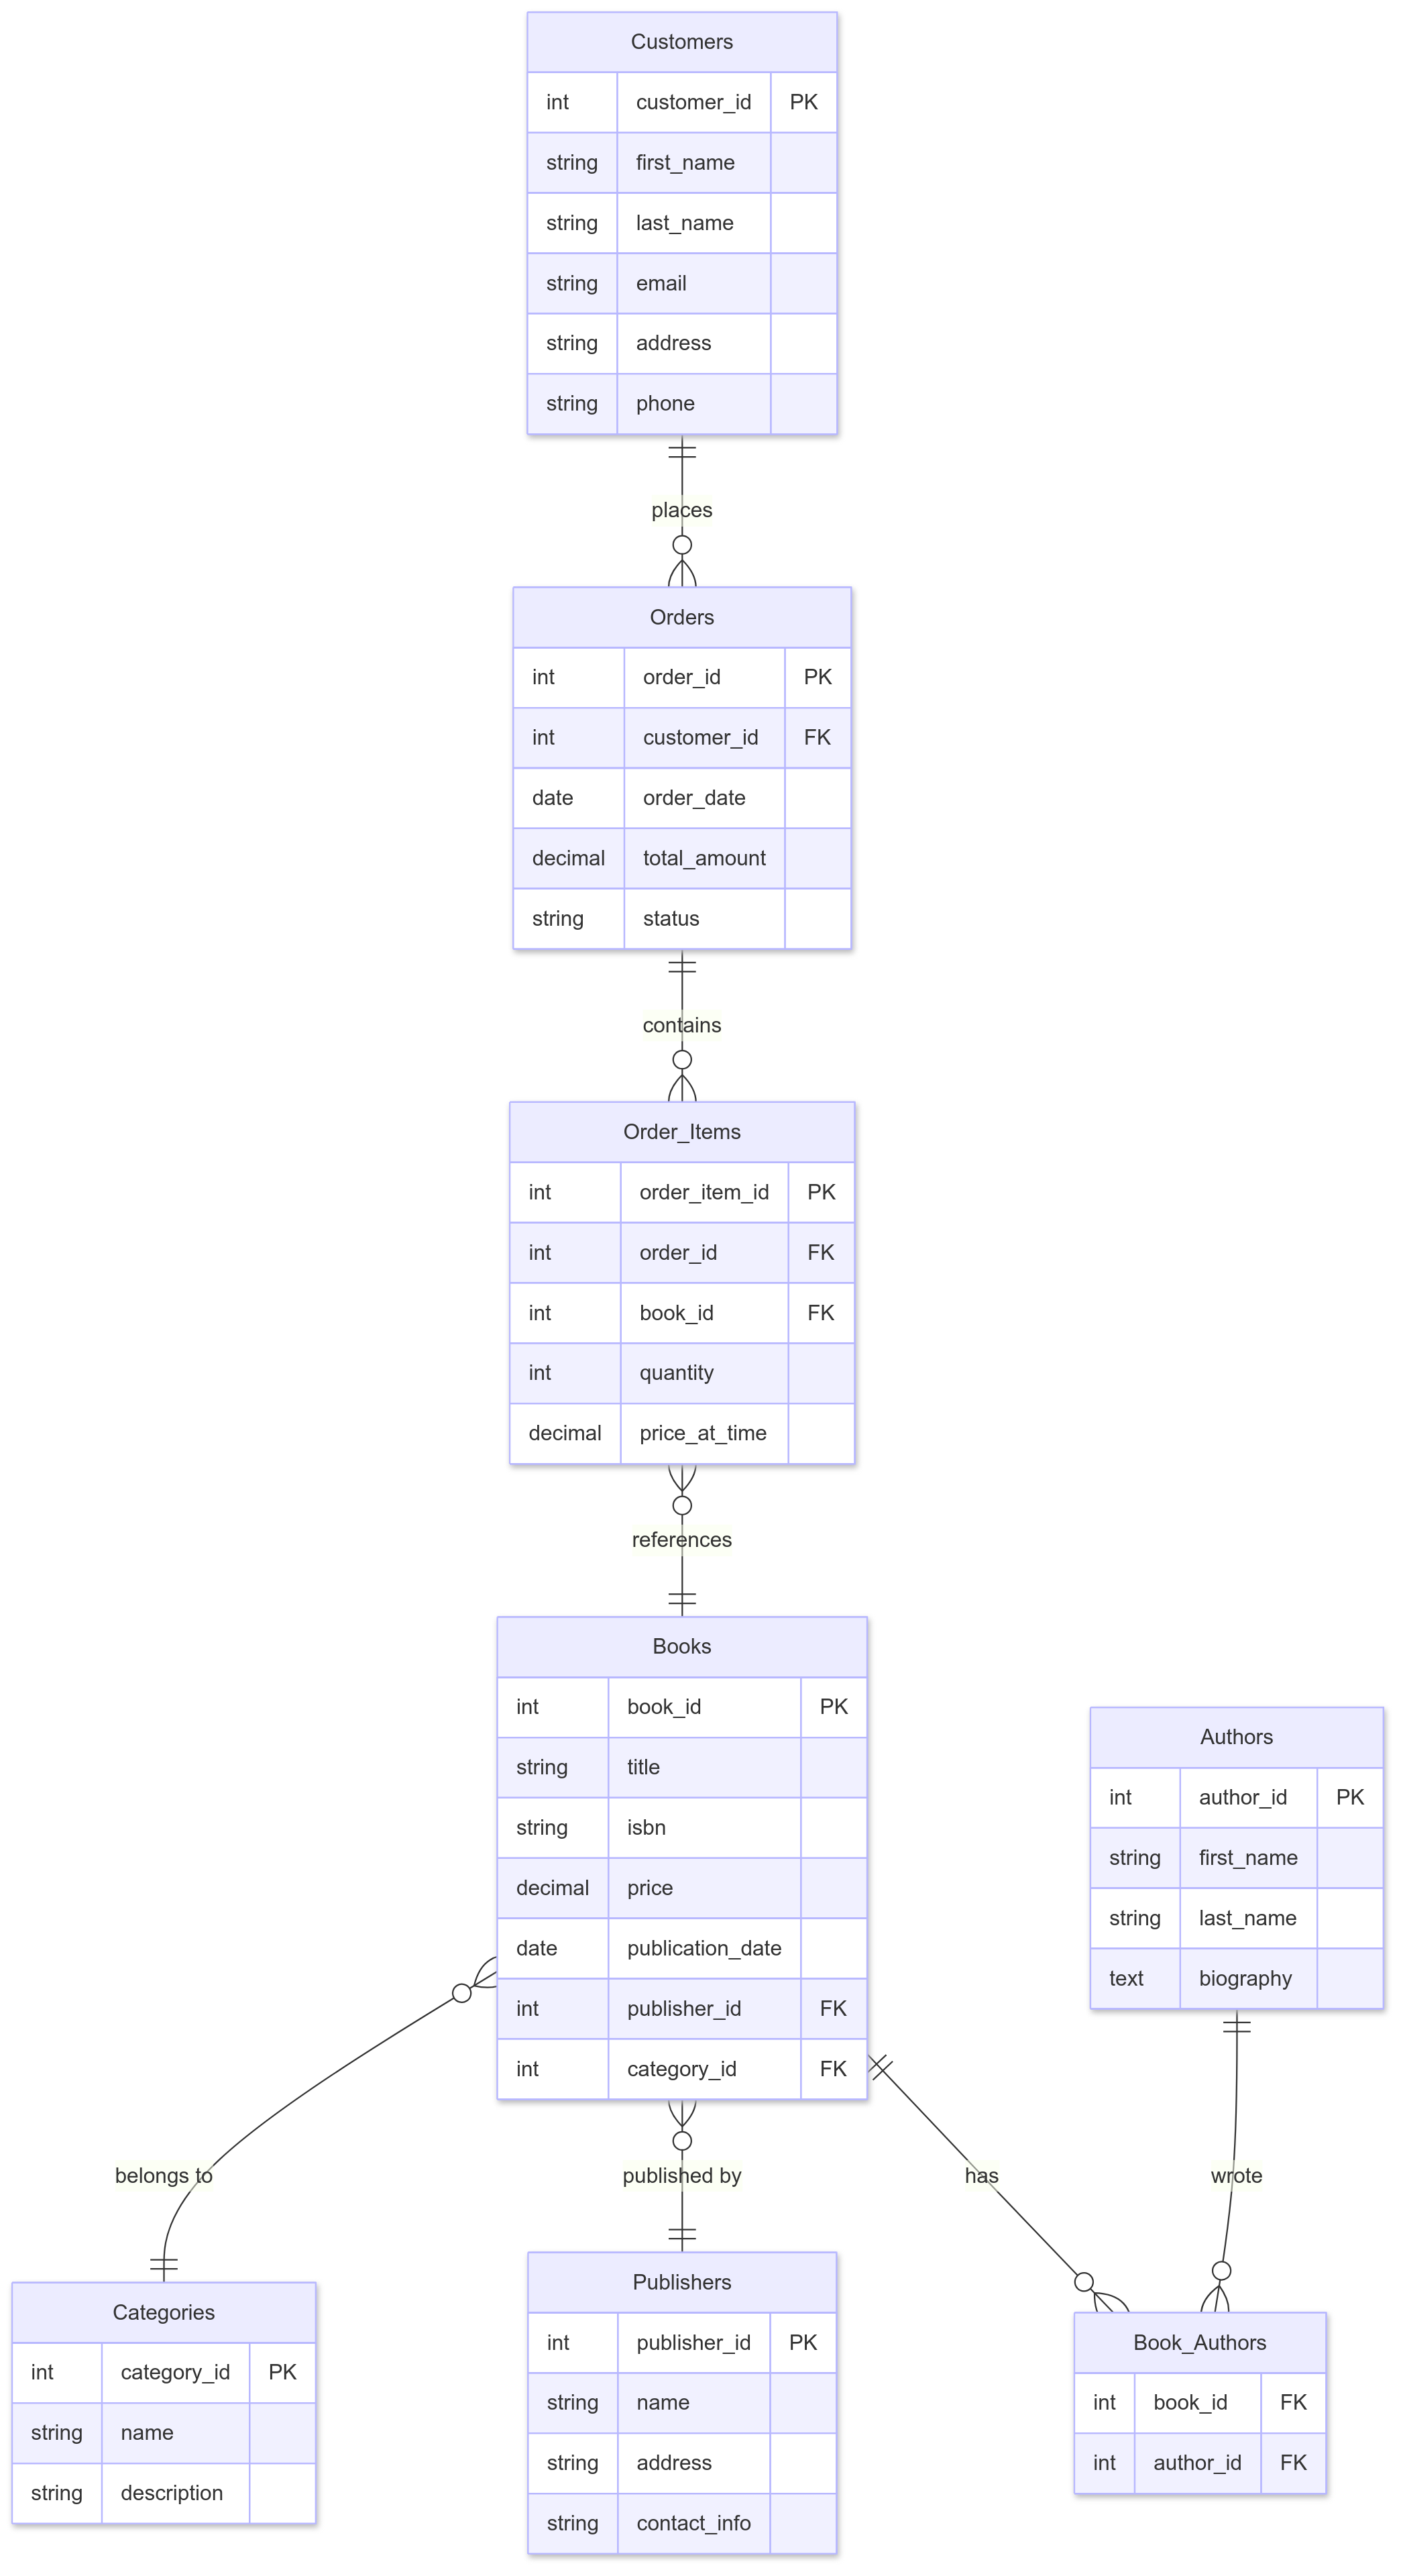 Customers
int customer_id PK
string first_name
string last_name
string email
string address
string phone
places
Orders
int order_id PK
int customer_id FK
date order_date
decimal total_amount
string status
contains
Order_Items
int order_item_id PK
int order_id FK
int book_id FK
int quantity
decimal price_at_time
references
Books
int book_id PK
string title
string isbn
decimal price
date publication_date
int publisher_id FK
int category_id FK
Authors
int author_id PK
string first_name
string last_name
text biography
belongs to
published by
has
wrote
Categories
int category_id PK
string name
string description
Publishers
int publisher_id PK
string name
string address
string contact_info
Book_Authors
int book_id FK
int author_id FK